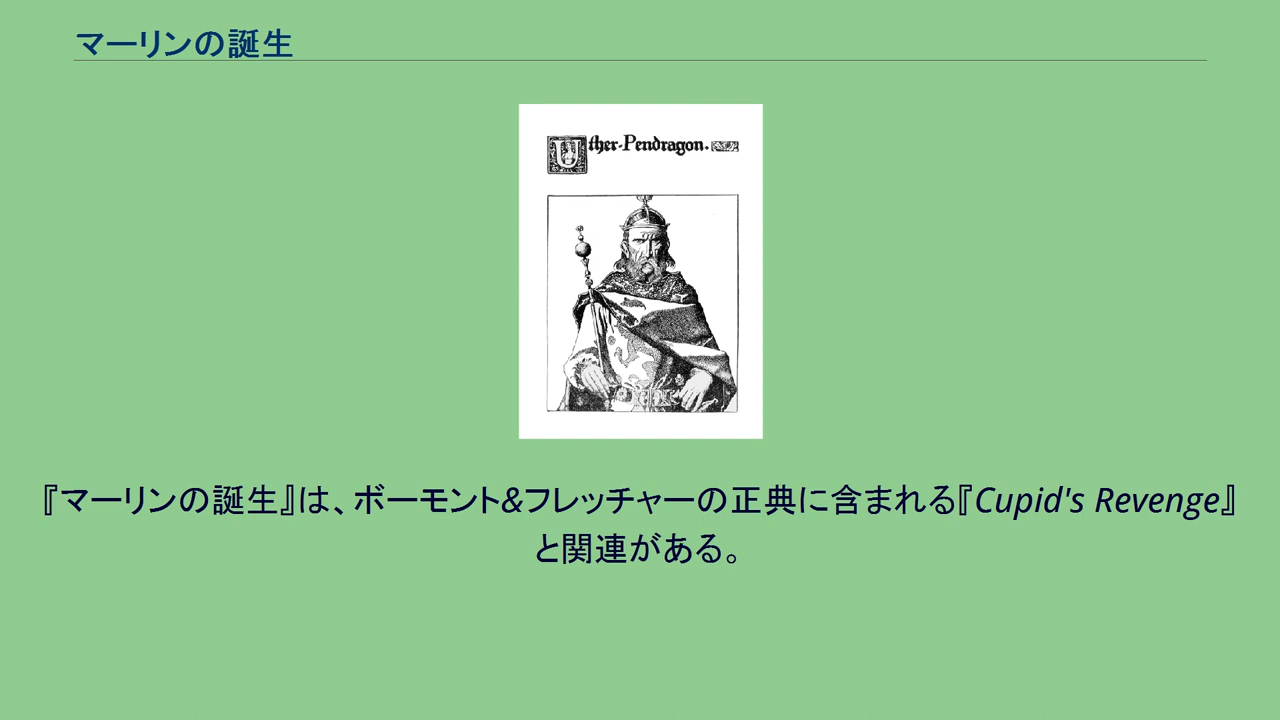 マーリンの誕生
Uther-Pendragon.
『マーリンの誕生』は、ボーモント&フレッチャーの正典に含まれる『Cupid's Revenge』
と関連がある。